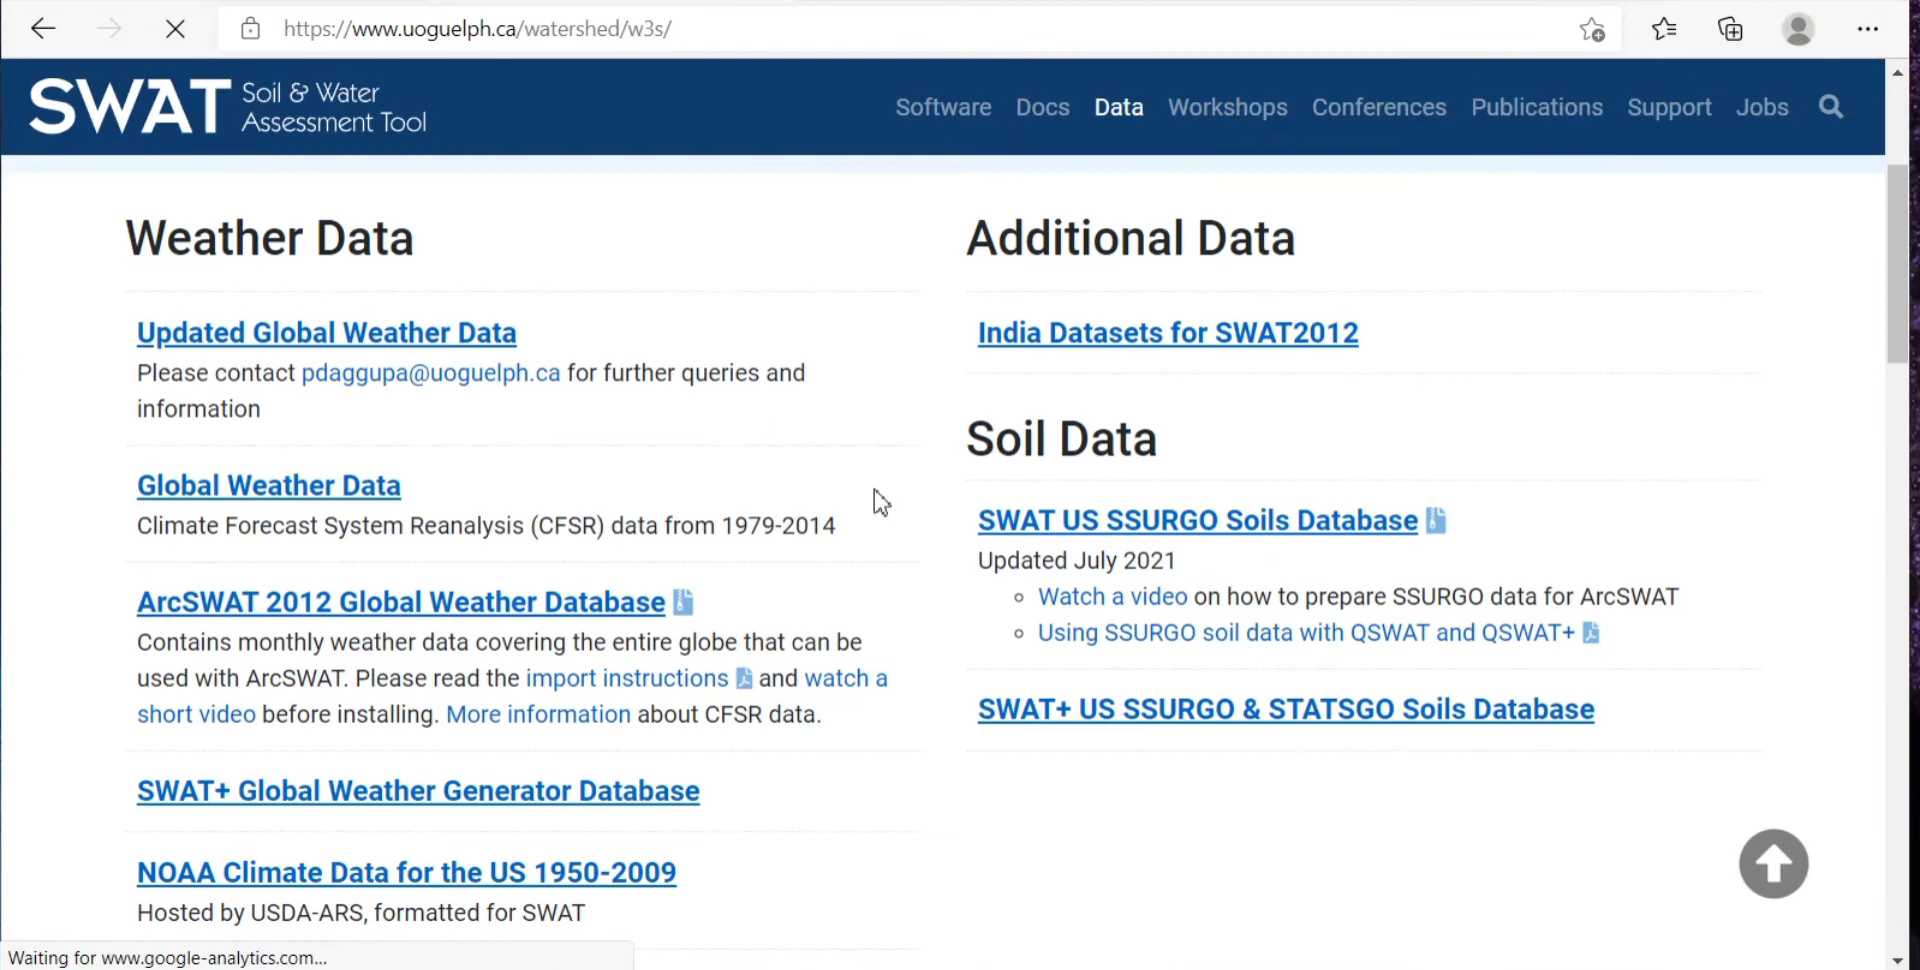 https://www.uoguelph.ca/watershed/w3s/
SWAT Soil & Water
Assessment Tool
Software Docs Data Workshops Conferences Publications Support Jobs
Weather Data
Updated Global Weather Data
Please contact pdaggupa@uoguelph.ca for further queries and
information
Global Weather Data
Climate Forecast System Reanalysis (CFSR) data from 1979-2014
ArcSWAT 2012 Global Weather Database
Contains monthly weather data covering the entire globe that can be
used with ArcSWAT. Please read the import instructions and watch a
short video before installing. More information about CFSR data.
SWAT+ Global Weather Generator Database
NOAA Climate Data for the US 1950-2009
Hosted by USDA-ARS, formatted for SWAT
Additional Data
India Datasets for SWAT2012
Soil Data
SWAT US SSURGO Soils Database
Updated July 2021
Watch a video on how to prepare SSURGO data for ArcSWAT
Using SSURGO soil data with QSWAT and QSWAT+
SWAT+ US SSURGO & STATSGO Soils Database
Waiting for www.google-analytics.com...